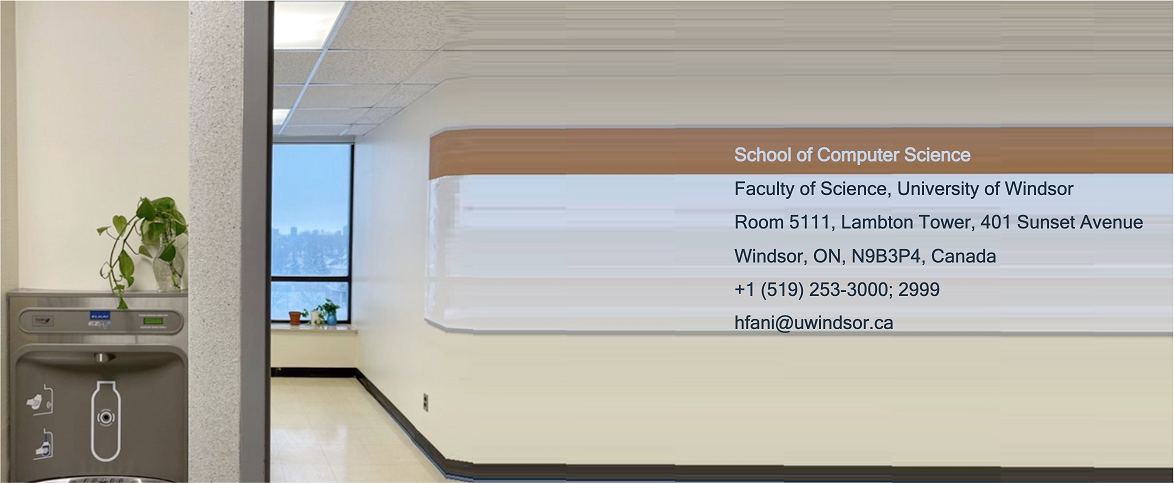 School of Computer Science
Faculty of Science, University of Windsor
Room 5111, Lambton Tower, 401 Sunset Avenue
Windsor, ON, N9B3P4, Canada
+1 (519) 253-3000; 2999
hfani@uwindsor.ca